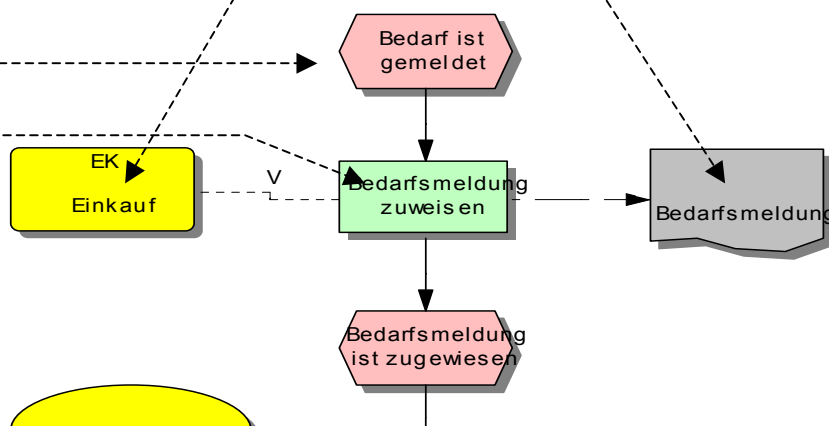 Bedarf ist
gemeldet
EK
Einkauf
V
Bedarfsmeldung
zuweisen
Bedarfsmeldung
Bedarfsmeldung
ist zugewiesen